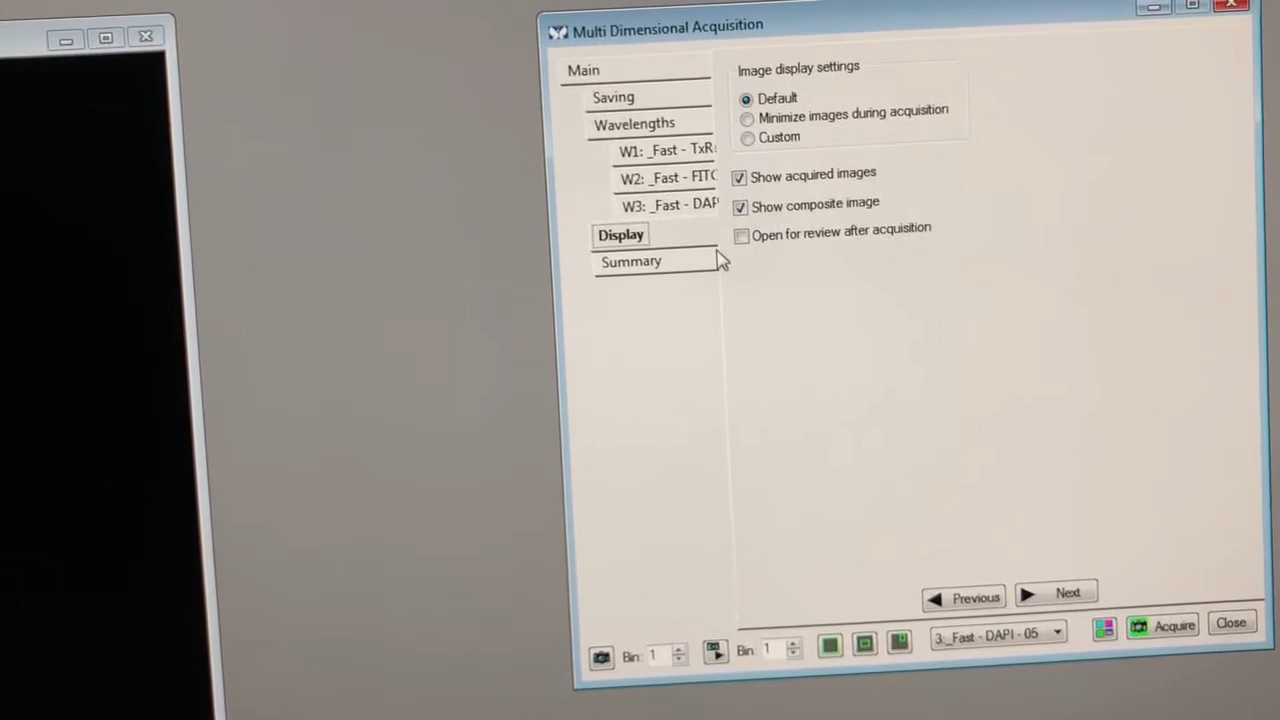 Multi Dimensional Acquisition
Main
Saving
Wavelengths
W1: _Fast - TxR
W2: _Fast - FITC
W3: _Fast - DAPI
Display
Summary
Image display settings
Default
Minimize images during acquisition
Custom
Show acquired images
Show composite image
Open for review after acquisition
Previous
Next
Bin: 1
Bin: 1
3:_Fast - DAPI - 05
Acquire
Close